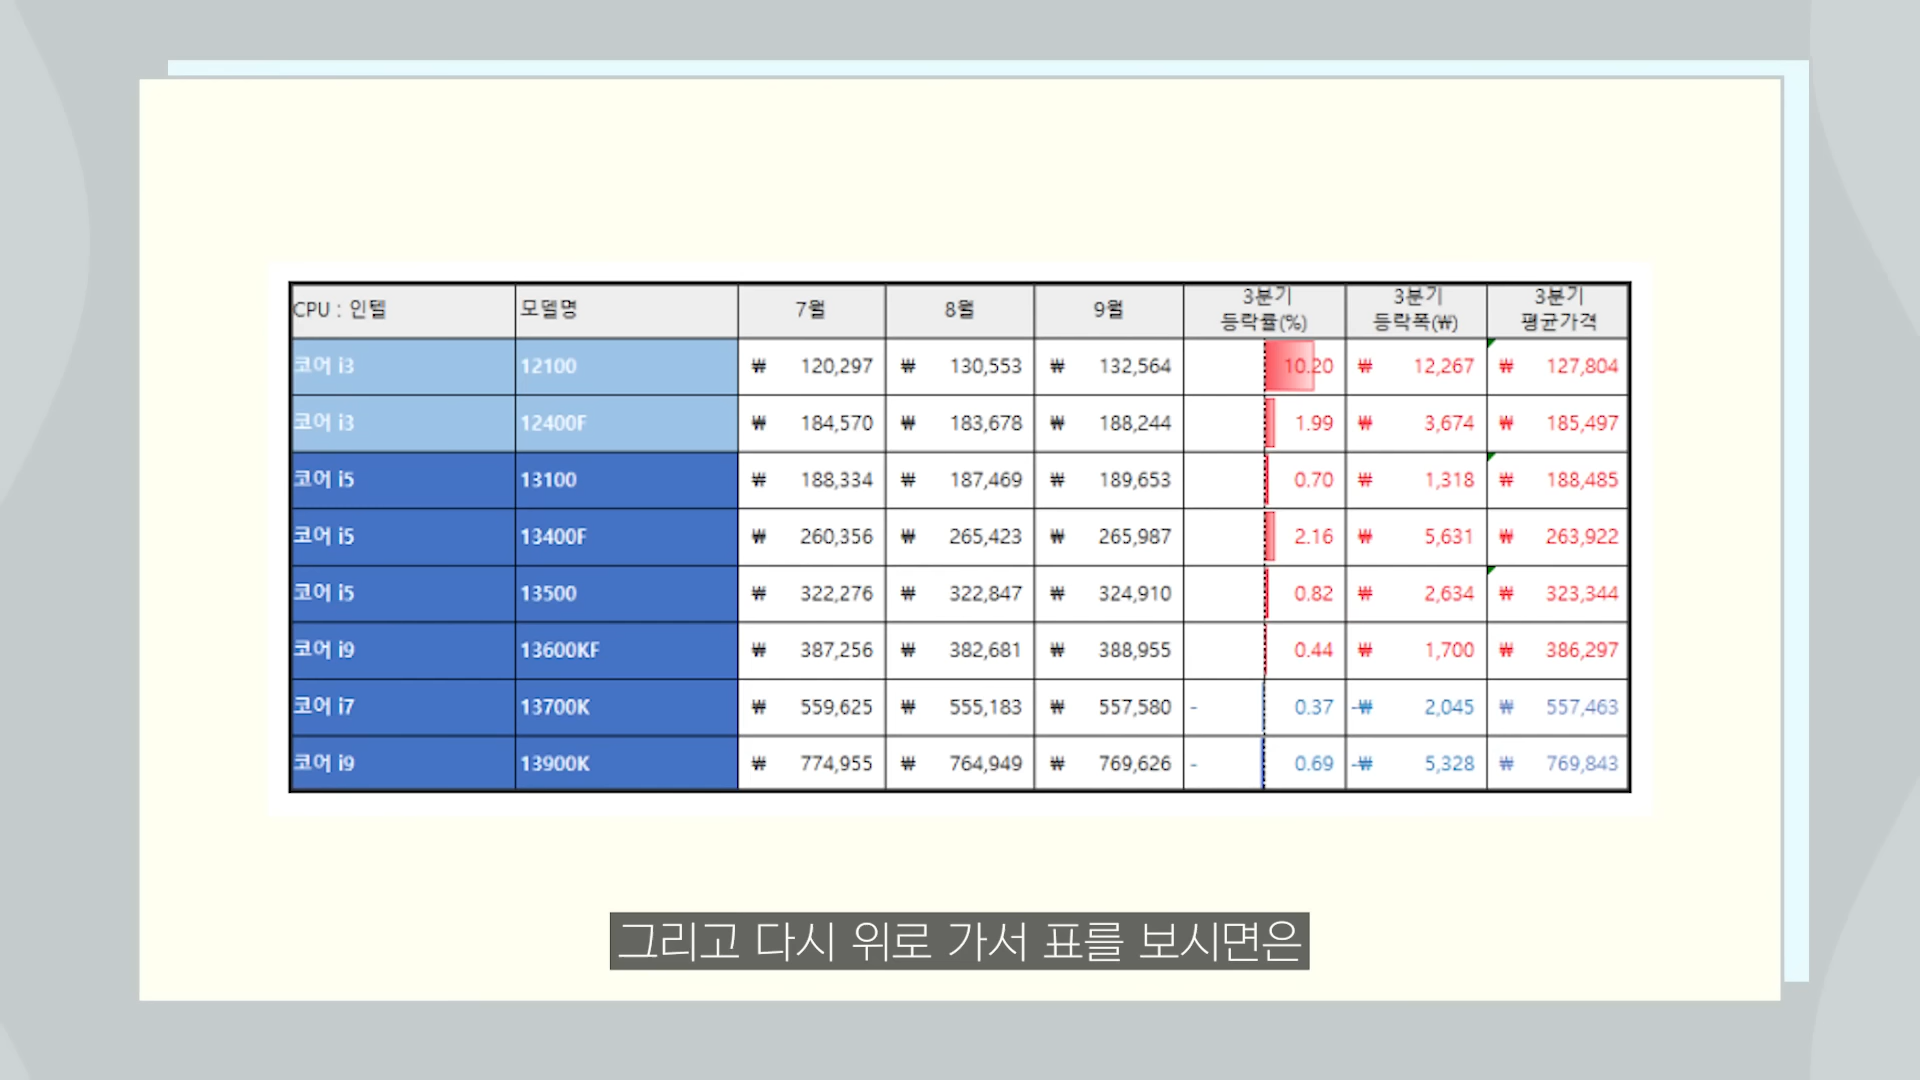 CPU : 인텔 모델명 7월 8월 9월 3분기 등락률(%) 3분기 등락폭(₩) 3분기 평균가격
코어 i3 12100 ₩ 120,297 ₩ 130,553 ₩ 132,564 10.20 ₩ 12,267 ₩ 127,804
코어 i3 12400F ₩ 184,570 ₩ 183,678 ₩ 188,244 1.99 ₩ 3,674 ₩ 185,497
코어 i5 13100 ₩ 188,334 ₩ 187,469 ₩ 189,653 0.70 ₩ 1,318 ₩ 188,485
코어 i5 13400F ₩ 260,356 ₩ 265,423 ₩ 265,987 2.16 ₩ 5,631 ₩ 263,922
코어 i5 13500 ₩ 322,276 ₩ 322,847 ₩ 324,910 0.82 ₩ 2,634 ₩ 323,344
코어 i9 13600KF ₩ 387,256 ₩ 382,681 ₩ 388,955 0.44 ₩ 1,700 ₩ 386,297
코어 i7 13700K ₩ 559,625 ₩ 555,183 ₩ 557,580 - 0.37 -₩ 2,045 ₩ 557,463
코어 i9 13900K ₩ 774,955 ₩ 764,949 ₩ 769,626 - 0.69 -₩ 5,328 ₩ 769,843
그리고 다시 위로 가서 표를 보시면은